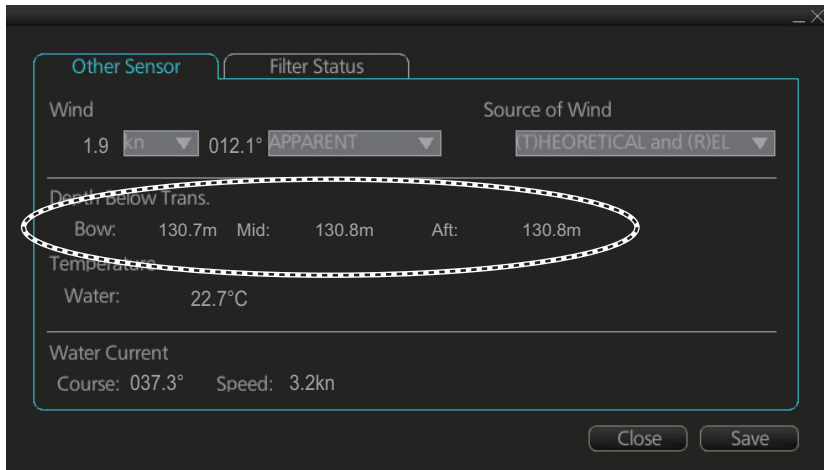 Other Sensor Filter Status
Wind Source of Wind
1.9 kn 012.1° APPARENT (T)HEORETICAL and (R)EL
Depth Below Trans.
Bow: 130.7m Mid: 130.8m Aft: 130.8m
Temperature
Water: 22.7°C
Water Current
Course: 037.3° Speed: 3.2kn
Close Save